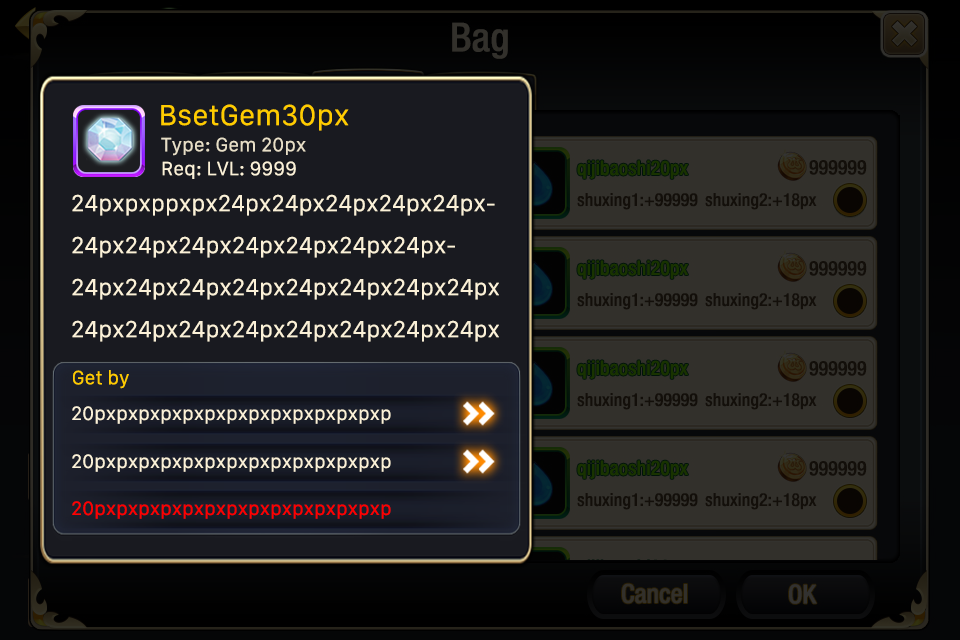 Bag
BsetGem30px
Type: Gem 20px
Req: LVL: 9999
24pxpxppxpx24px24px24px24px24px-
24px24px24px24px24px24px24px-
24px24px24px24px24px24px24px24px
24px24px24px24px24px24px24px24px
Get by
20pxpxpxpxpxpxpxpxpxpxpxpxpxp
20pxpxpxpxpxpxpxpxpxpxpxpxpxp
20pxpxpxpxpxpxpxpxpxpxpxpxpxp
qijibaoshi20px 999999
shuxing1:+99999 shuxing2:+18px
qijibaoshi20px 999999
shuxing1:+99999 shuxing2:+18px
qijibaoshi20px 999999
shuxing1:+99999 shuxing2:+18px
qijibaoshi20px 999999
shuxing1:+99999 shuxing2:+18px
Cancel OK